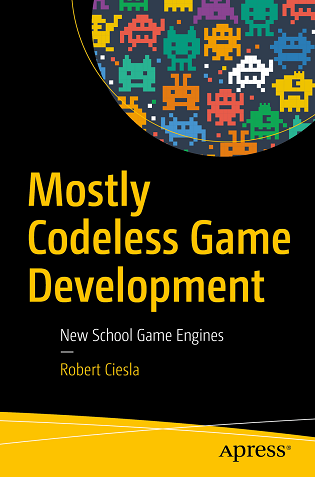 Mostly
Codeless Game
Development
New School Game Engines
—
Robert Ciesla
Apress®